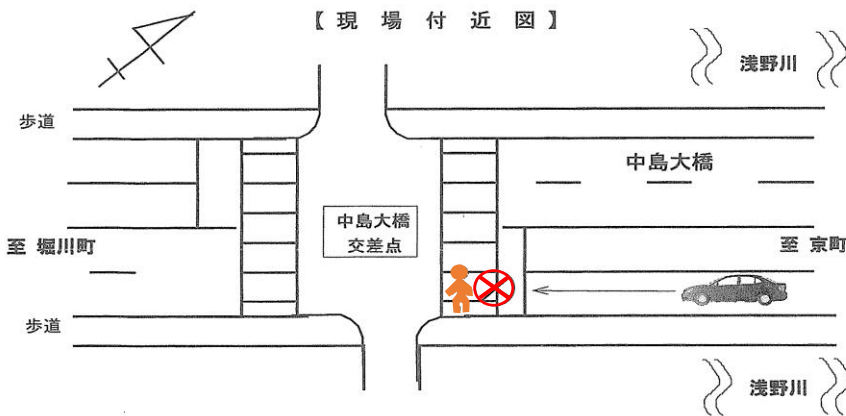 【現場付近図】
浅野川
歩道
中島大橋
中島大橋
交差点
至 堀川町
至 京町
歩道
浅野川